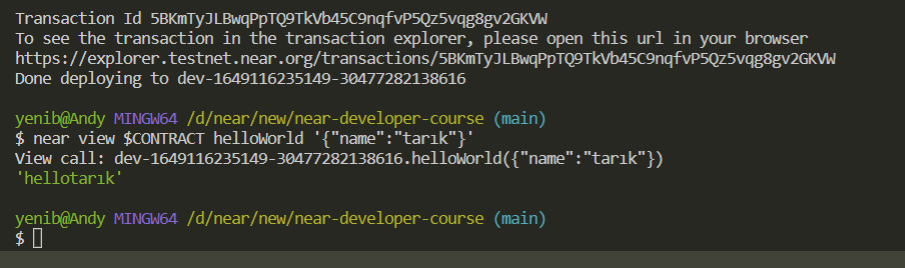 Transaction Id 5BKmTyJLBwqPpTQ9TkVb45C9nqfvP5Qz5vqg8gv2GKVW
To see the transaction in the transaction explorer, please open this url in your browser
https://explorer.testnet.near.org/transactions/5BKmTyJLBwqPpTQ9TkVb45C9nqfvP5Qz5vqg8gv2GKVW
Done deploying to dev-1649116235149-30477282138616
yenib@Andy MINGW64 /d/near/new/near-developer-course (main)
$ near view $CONTRACT helloWorld '{"name":"tarık"}'
View call: dev-1649116235149-30477282138616.helloWorld({"name":"tarık"})
'hellotarık'
yenib@Andy MINGW64 /d/near/new/near-developer-course (main)
$